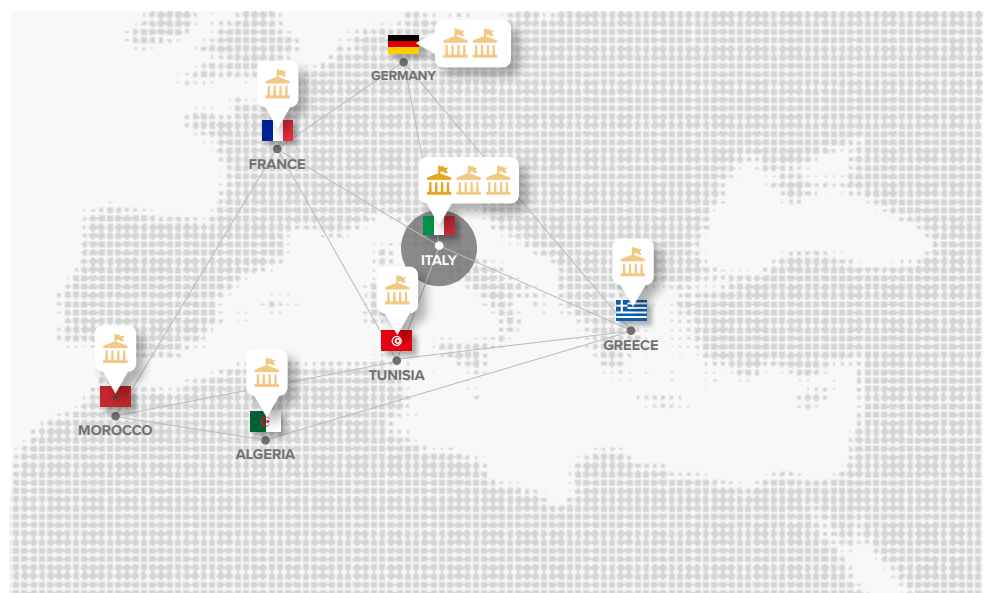 GERMANY
FRANCE
ITALY
GREECE
TUNISIA
MOROCCO
ALGERIA